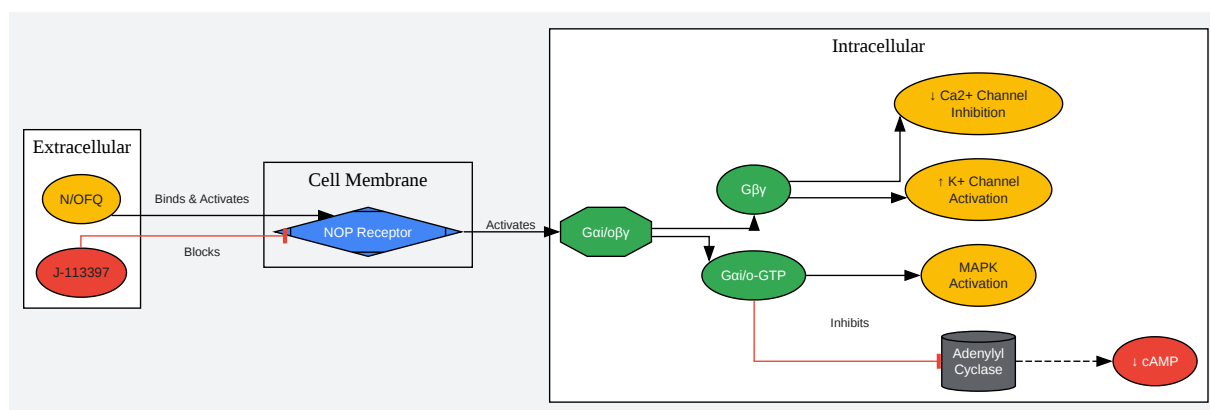 Extracellular
N/OFQ
J-113397
Binds & Activates
Blocks
Cell Membrane
NOP Receptor
Activates
Intracellular
Gαi/oβγ
Gβγ
Gαi/o-GTP
↓ Ca2+ Channel
Inhibition
↑ K+ Channel
Activation
MAPK
Activation
Inhibits
Adenylyl
Cyclase
↓ cAMP